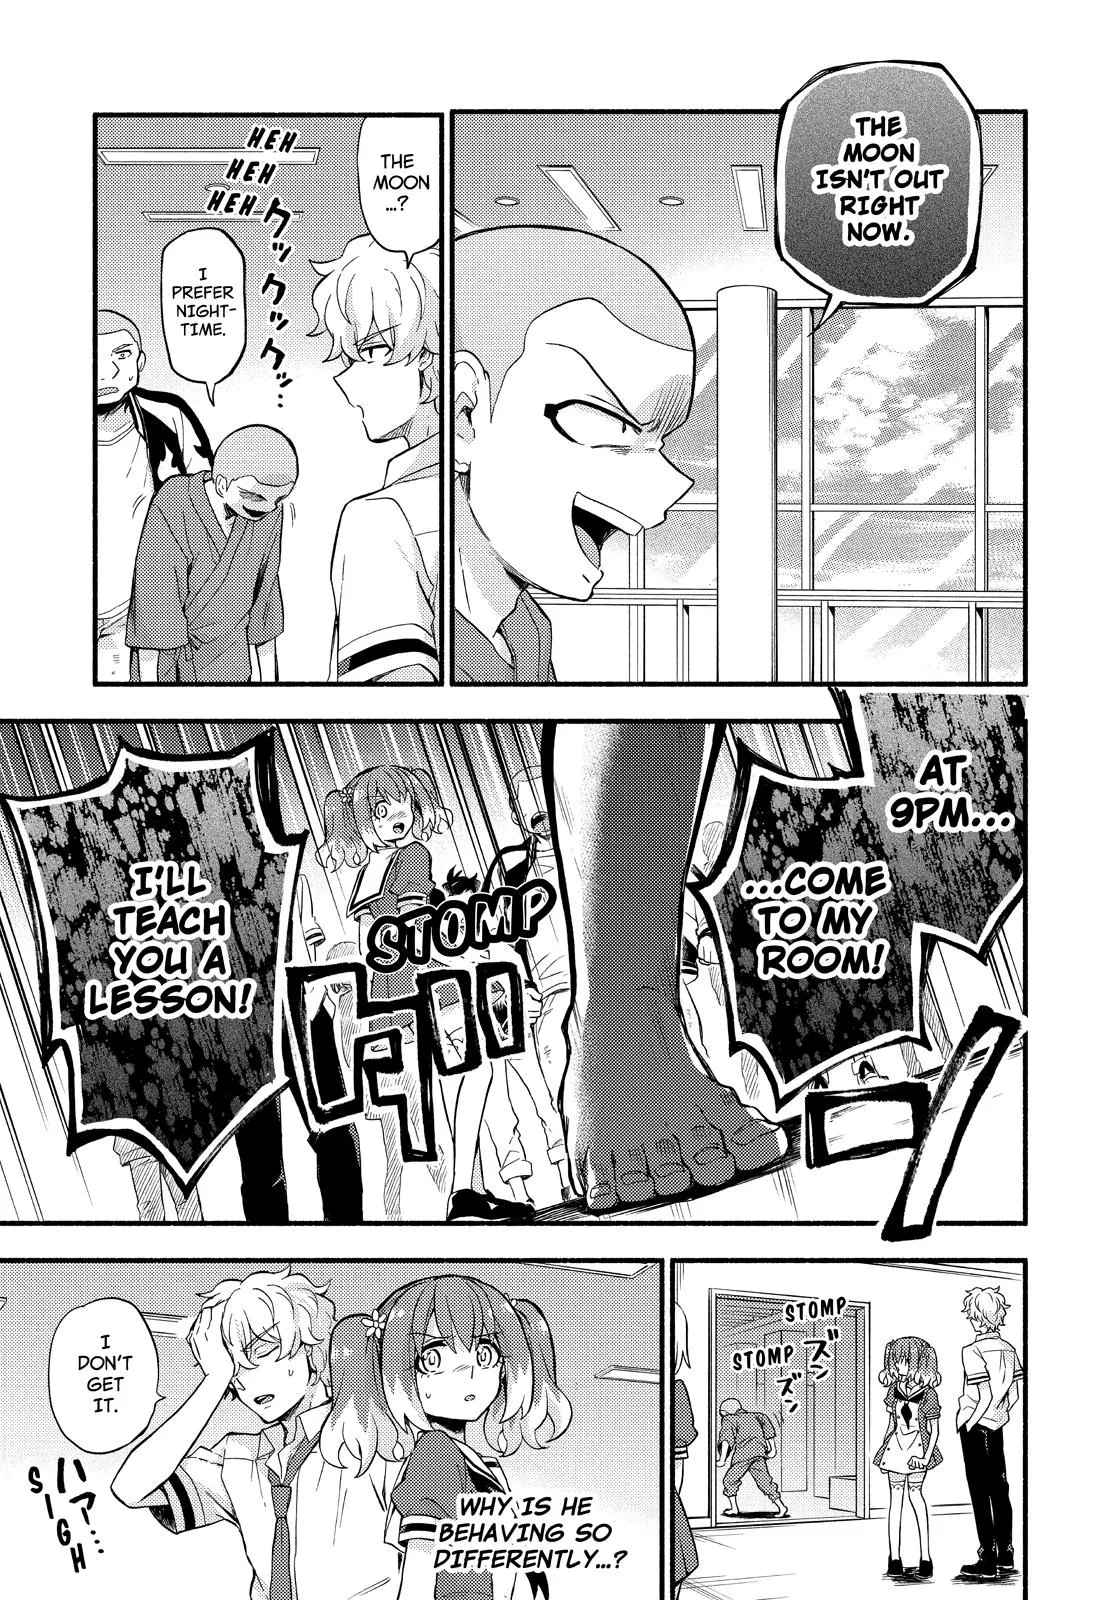 THE
MOON
ISN'T OUT
RIGHT
NOW.
THE
MOON
...?
HEH
HEH
HEH
クックックックッ...
I
PREFER
NIGHT-
TIME.
AT
9PM...
...COME
TO MY
ROOM!
STOMP
I'LL
TEACH
YOU A
LESSON!
STOMP
ズン
STOMP
ズン
WHY IS HE
BEHAVING SO
DIFFERENTLY...?
I
DON'T
GET
IT.
ハァ...
SIGH